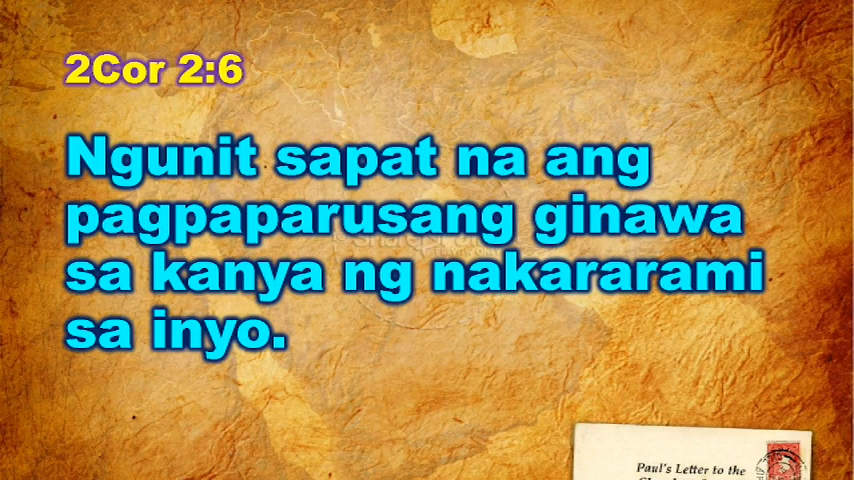 2Cor 2:6
Ngunit sapat na ang
pagpaparusang ginawa
sa kanya ng nakararami
sa inyo.
Paul's Letter to the